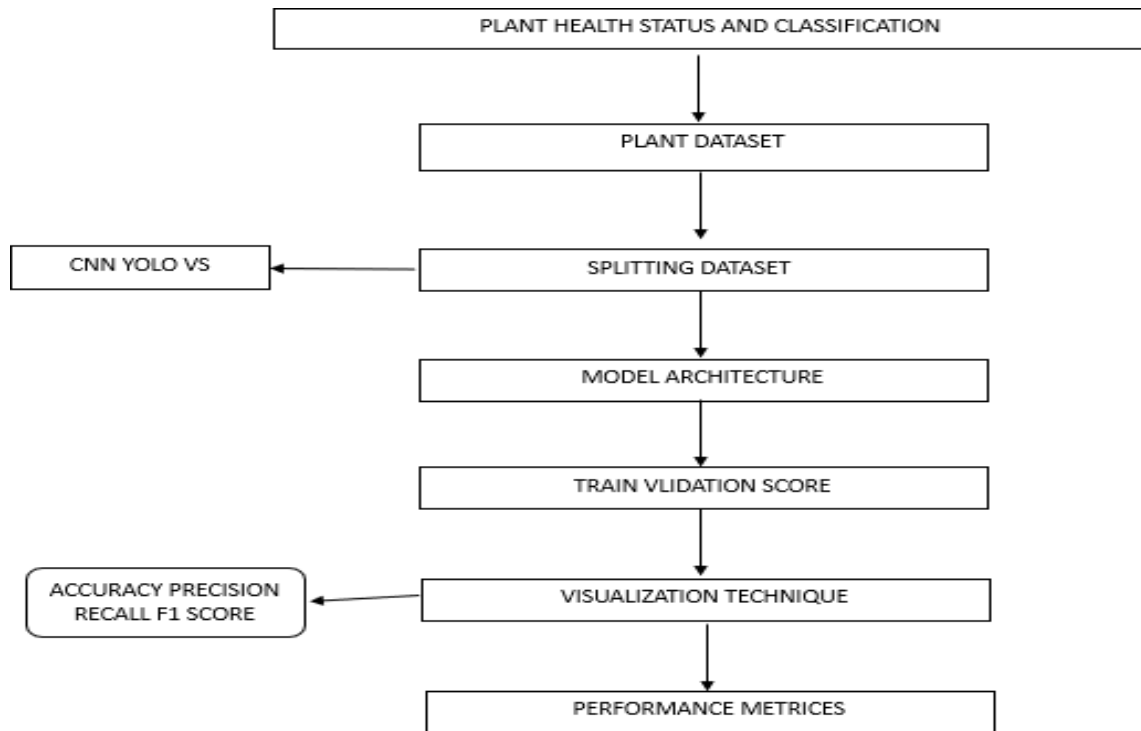 PLANT HEALTH STATUS AND CLASSIFICATION
PLANT DATASET
CNN YOLO VS
SPLITTING DATASET
MODEL ARCHITECTURE
TRAIN VLIDATION SCORE
ACCURACY PRECISION
RECALL F1 SCORE
VISUALIZATION TECHNIQUE
PERFORMANCE METRICES